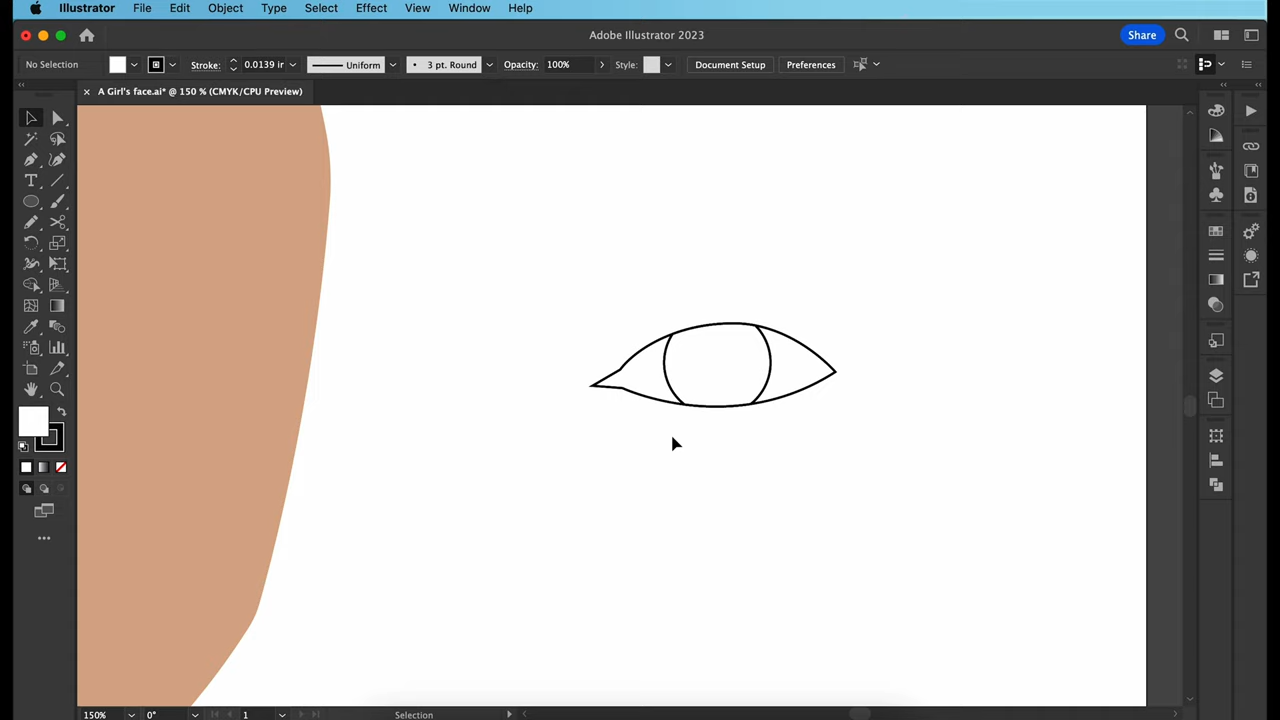 Illustrator File Edit Object Type Select Effect View Window Help
Adobe Illustrator 2023
Share
No Selection Stroke: 0.0139 in Uniform 3 pt. Round Opacity: 100% Style: Document Setup Preferences
A Girl's face.ai* @ 150 % (CMYK/CPU Preview)
150% 0° 1 Selection